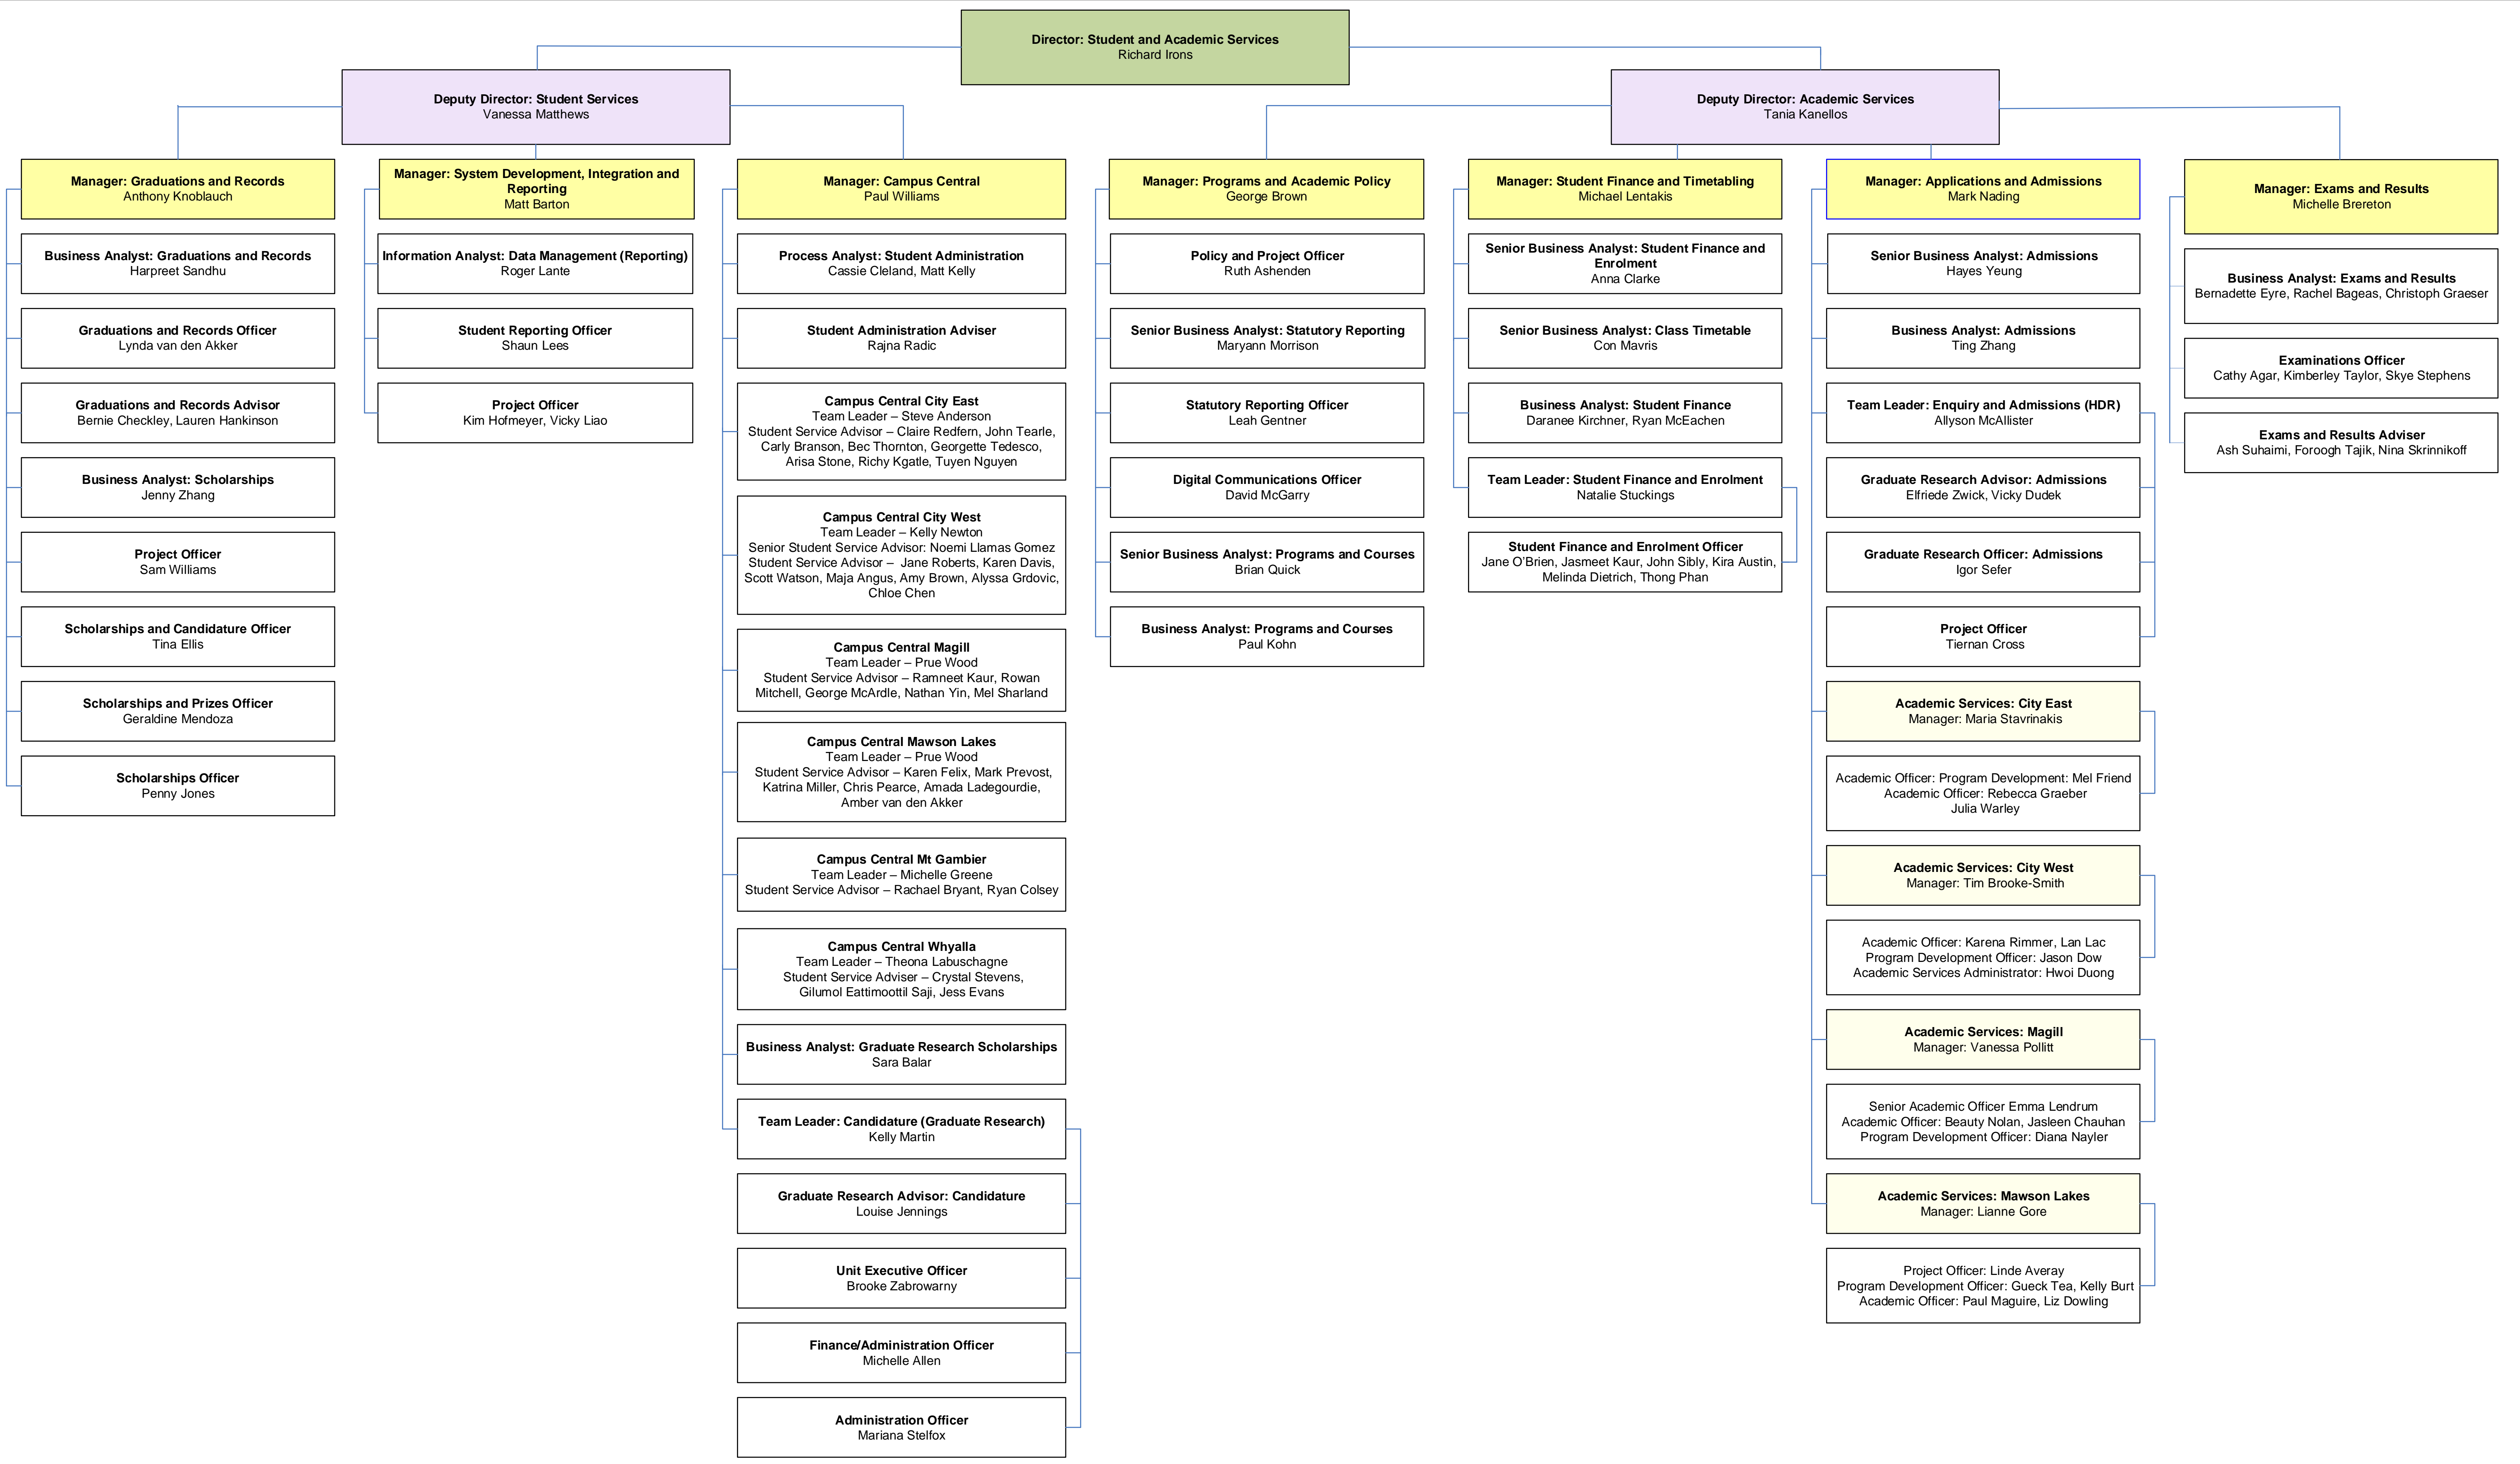 Director: Student and Academic Services
Richard Irons
Deputy Director: Student Services
Vanessa Matthews
Deputy Director: Academic Services
Tania Kanellos
Manager: Graduations and Records
Anthony Knoblauch
Business Analyst: Graduations and Records
Harpreet Sandhu
Graduations and Records Officer
Lynda van den Akker
Graduations and Records Advisor
Bernie Checkley, Lauren Hankinson
Business Analyst: Scholarships
Jenny Zhang
Project Officer
Sam Williams
Scholarships and Candidature Officer
Tina Ellis
Scholarships and Prizes Officer
Geraldine Mendoza
Scholarships Officer
Penny Jones
Manager: System Development, Integration and
Reporting
Matt Barton
Information Analyst: Data Management (Reporting)
Roger Lante
Student Reporting Officer
Shaun Lees
Project Officer
Kim Hofmeyer, Vicky Liao
Manager: Campus Central
Paul Williams
Process Analyst: Student Administration
Cassie Cleland, Matt Kelly
Student Administration Adviser
Rajna Radic
Campus Central City East
Team Leader – Steve Anderson
Student Service Advisor – Claire Redfern, John Tearle,
Carly Branson, Bec Thornton, Georgette Tedesco,
Arisa Stone, Richy Kgatle, Tuyen Nguyen
Campus Central City West
Team Leader – Kelly Newton
Senior Student Service Advisor: Noemi Llamas Gomez
Student Service Advisor – Jane Roberts, Karen Davis,
Scott Watson, Maja Angus, Amy Brown, Alyssa Grdovic,
Chloe Chen
Campus Central Magill
Team Leader – Prue Wood
Student Service Advisor – Ramneet Kaur, Rowan
Mitchell, George McArdle, Nathan Yin, Mel Sharland
Campus Central Mawson Lakes
Team Leader – Prue Wood
Student Service Advisor – Karen Felix, Mark Prevost,
Katrina Miller, Chris Pearce, Amada Ladegourdie,
Amber van den Akker
Campus Central Mt Gambier
Team Leader – Michelle Greene
Student Service Advisor – Rachael Bryant, Ryan Colsey
Campus Central Whyalla
Team Leader – Theona Labuschagne
Student Service Adviser – Crystal Stevens,
Gilumol Eattimoottil Saji, Jess Evans
Business Analyst: Graduate Research Scholarships
Sara Balar
Team Leader: Candidature (Graduate Research)
Kelly Martin
Graduate Research Advisor: Candidature
Louise Jennings
Unit Executive Officer
Brooke Zabrowarny
Finance/Administration Officer
Michelle Allen
Administration Officer
Mariana Stelfox
Manager: Programs and Academic Policy
George Brown
Policy and Project Officer
Ruth Ashenden
Senior Business Analyst: Statutory Reporting
Maryann Morrison
Statutory Reporting Officer
Leah Gentner
Digital Communications Officer
David McGarry
Senior Business Analyst: Programs and Courses
Brian Quick
Business Analyst: Programs and Courses
Paul Kohn
Manager: Student Finance and Timetabling
Michael Lentakis
Senior Business Analyst: Student Finance and
Enrolment
Anna Clarke
Senior Business Analyst: Class Timetable
Con Mavris
Business Analyst: Student Finance
Daranee Kirchner, Ryan McEachen
Team Leader: Student Finance and Enrolment
Natalie Stuckings
Student Finance and Enrolment Officer
Jane O'Brien, Jasmeet Kaur, John Sibly, Kira Austin,
Melinda Dietrich, Thong Phan
Manager: Applications and Admissions
Mark Nading
Senior Business Analyst: Admissions
Hayes Yeung
Business Analyst: Admissions
Ting Zhang
Team Leader: Enquiry and Admissions (HDR)
Allyson McAllister
Graduate Research Advisor: Admissions
Elfriede Zwick, Vicky Dudek
Graduate Research Officer: Admissions
Igor Sefer
Project Officer
Tiernan Cross
Academic Services: City East
Manager: Maria Stavrinakis
Academic Officer: Program Development: Mel Friend
Academic Officer: Rebecca Graeber
Julia Warley
Academic Services: City West
Manager: Tim Brooke-Smith
Academic Officer: Karena Rimmer, Lan Lac
Program Development Officer: Jason Dow
Academic Services Administrator: Hwoi Duong
Academic Services: Magill
Manager: Vanessa Pollitt
Senior Academic Officer Emma Lendrum
Academic Officer: Beauty Nolan, Jasleen Chauhan
Program Development Officer: Diana Nayler
Academic Services: Mawson Lakes
Manager: Lianne Gore
Project Officer: Linde Averay
Program Development Officer: Gueck Tea, Kelly Burt
Academic Officer: Paul Maguire, Liz Dowling
Manager: Exams and Results
Michelle Brereton
Business Analyst: Exams and Results
Bernadette Eyre, Rachel Bageas, Christoph Graeser
Examinations Officer
Cathy Agar, Kimberley Taylor, Skye Stephens
Exams and Results Adviser
Ash Suhaimi, Foroogh Tajik, Nina Skrinnikoff